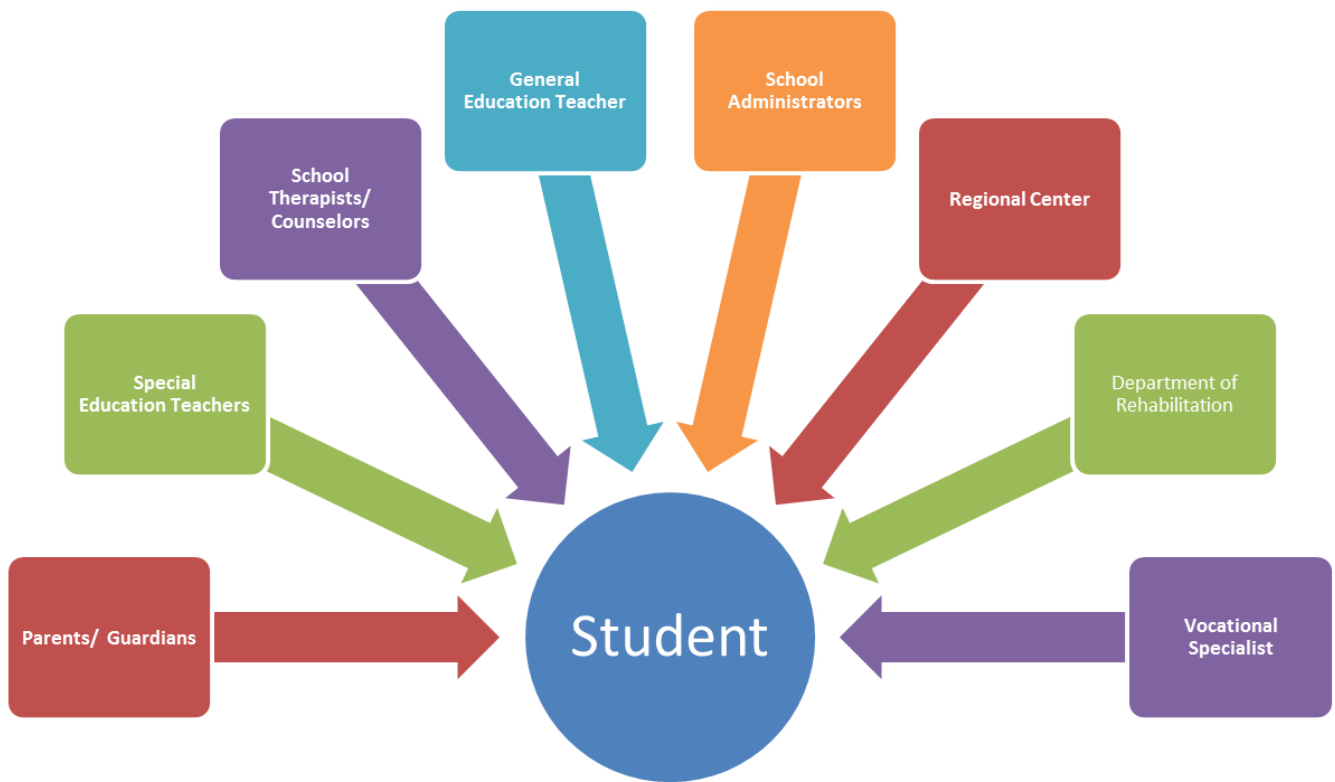 General
Education Teacher
School
Administrators
School
Therapists/
Counselors
Regional Center
Special
Education Teachers
Department of
Rehabilitation
Parents/ Guardians
Student
Vocational
Specialist